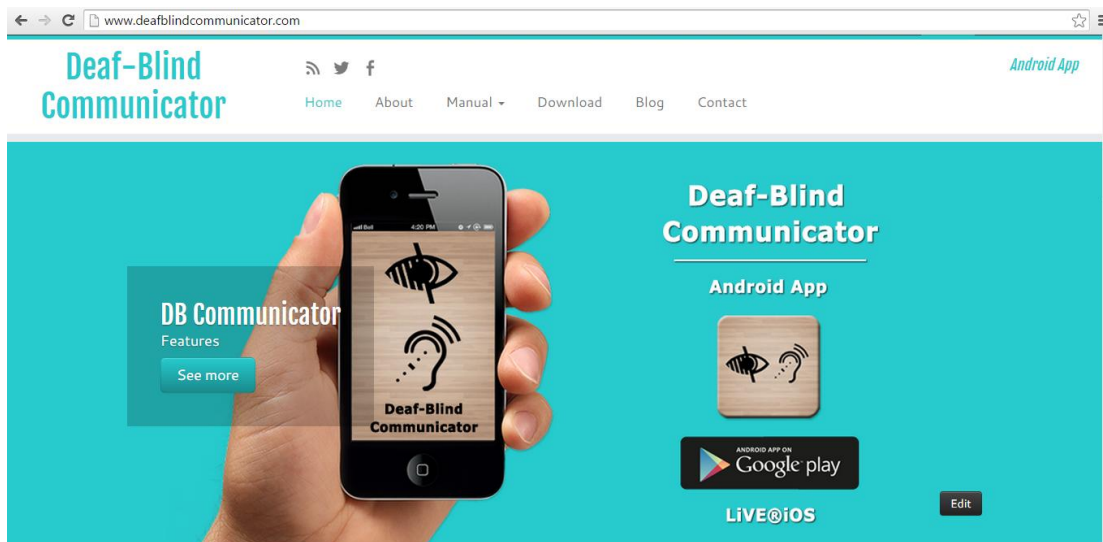 www.deafblindcommunicator.com
Deaf-Blind
Communicator
Android App
Home About Manual Download Blog Contact
Bell 4:20 PM
DB Communicator
Features
See more
Deaf-Blind
Communicator
Deaf-Blind
Communicator
Android App
ANDROID APP ON
Google play
LiVE®iOS
Edit